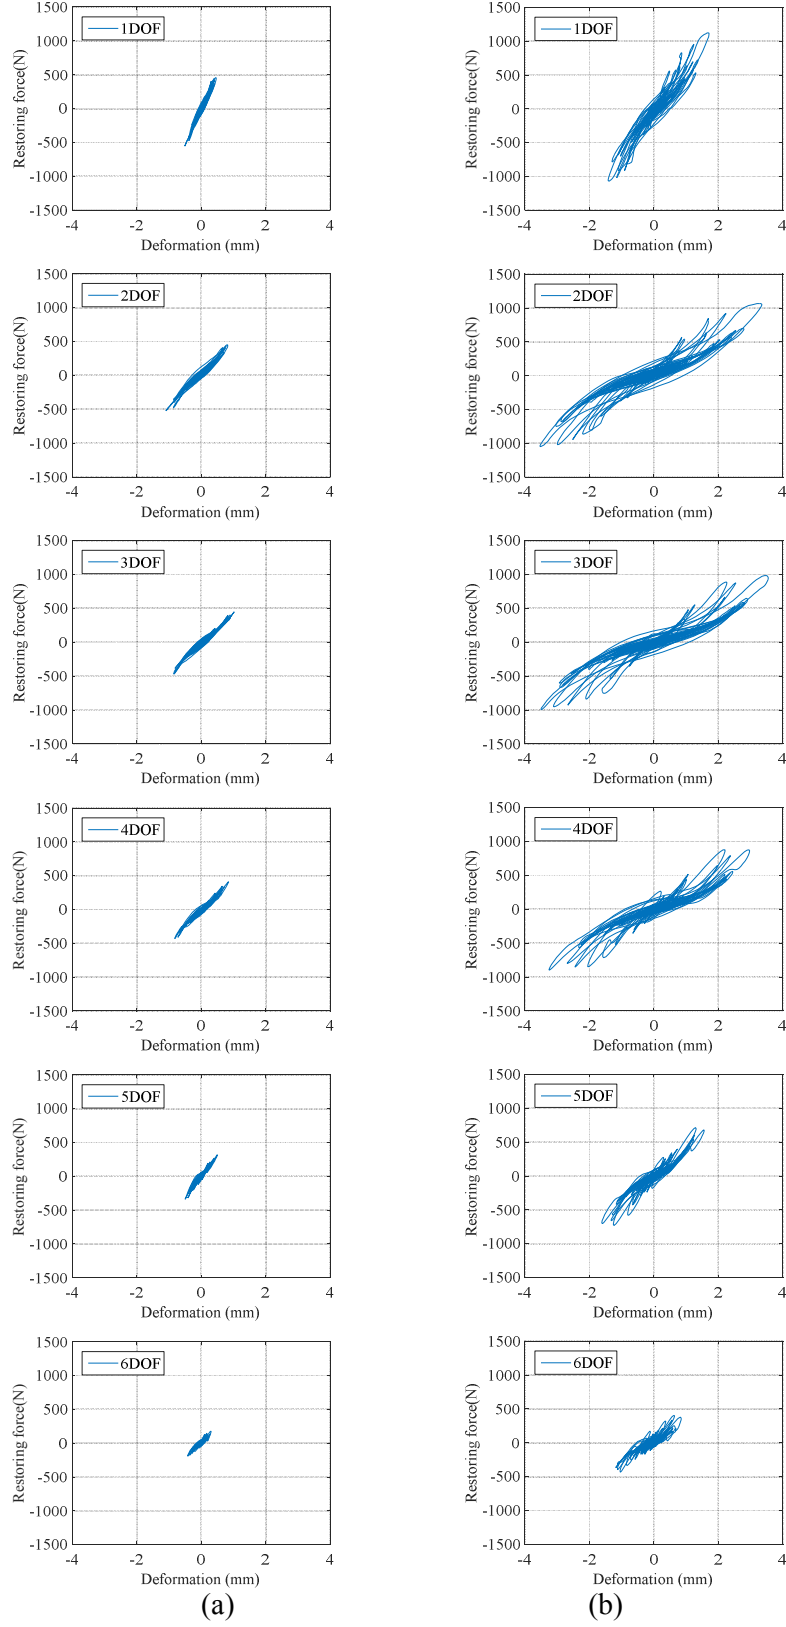 1500
1000
500
0
-500
-1000
-1500
Restoring force(N)
1DOF
-4 -2 0 2 4
Deformation (mm)
1500
1000
500
0
-500
-1000
-1500
Restoring force(N)
1DOF
-4 -2 0 2 4
Deformation (mm)
1500
1000
500
0
-500
-1000
-1500
Restoring force(N)
2DOF
-4 -2 0 2 4
Deformation (mm)
1500
1000
500
0
-500
-1000
-1500
Restoring force(N)
2DOF
-4 -2 0 2 4
Deformation (mm)
1500
1000
500
0
-500
-1000
-1500
Restoring force(N)
3DOF
-4 -2 0 2 4
Deformation (mm)
1500
1000
500
0
-500
-1000
-1500
Restoring force(N)
3DOF
-4 -2 0 2 4
Deformation (mm)
1500
1000
500
0
-500
-1000
-1500
Restoring force(N)
4DOF
-4 -2 0 2 4
Deformation (mm)
1500
1000
500
0
-500
-1000
-1500
Restoring force(N)
4DOF
-4 -2 0 2 4
Deformation (mm)
1500
1000
500
0
-500
-1000
-1500
Restoring force(N)
5DOF
-4 -2 0 2 4
Deformation (mm)
1500
1000
500
0
-500
-1000
-1500
Restoring force(N)
5DOF
-4 -2 0 2 4
Deformation (mm)
1500
1000
500
0
-500
-1000
-1500
Restoring force(N)
6DOF
-4 -2 0 2 4
Deformation (mm)
1500
1000
500
0
-500
-1000
-1500
Restoring force(N)
6DOF
-4 -2 0 2 4
Deformation (mm)
(a) (b)